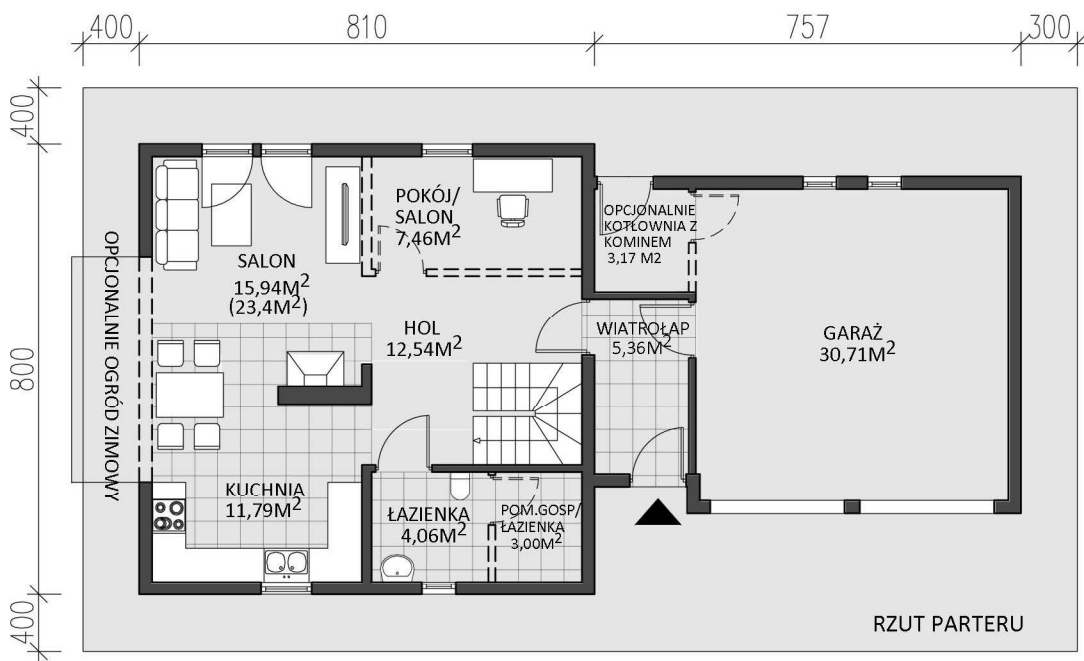 400
810
757
300
400
800
400
OPCJONALNIE OGRÓD ZIMOWY
SALON
15,94M²
(23,4M²)
POKÓJ/
SALON
7,46M²
OPCJONALNIE
KOTŁOWNIA Z
KOMINEM
3,17 M2
HOL
12,54M²
WIATROŁAP
5,36M²
GARAŻ
30,71M²
KUCHNIA
11,79M²
ŁAZIENKA
4,06M²
POM.GOSP/
ŁAZIENKA
3,00M²
RZUT PARTERU